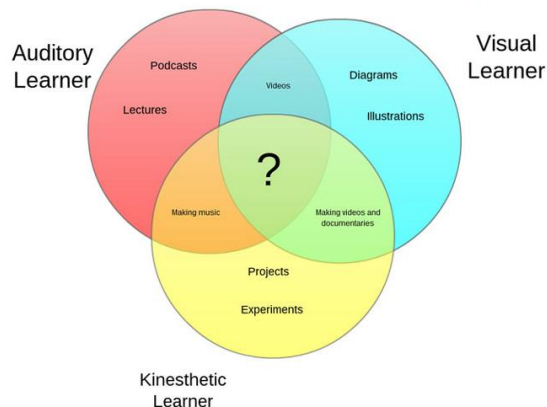 Auditory
Learner
Visual
Learner
Podcasts
Videos
Diagrams
Lectures
Illustrations
?
Making music
Making videos and
documentaries
Projects
Experiments
Kinesthetic
Learner